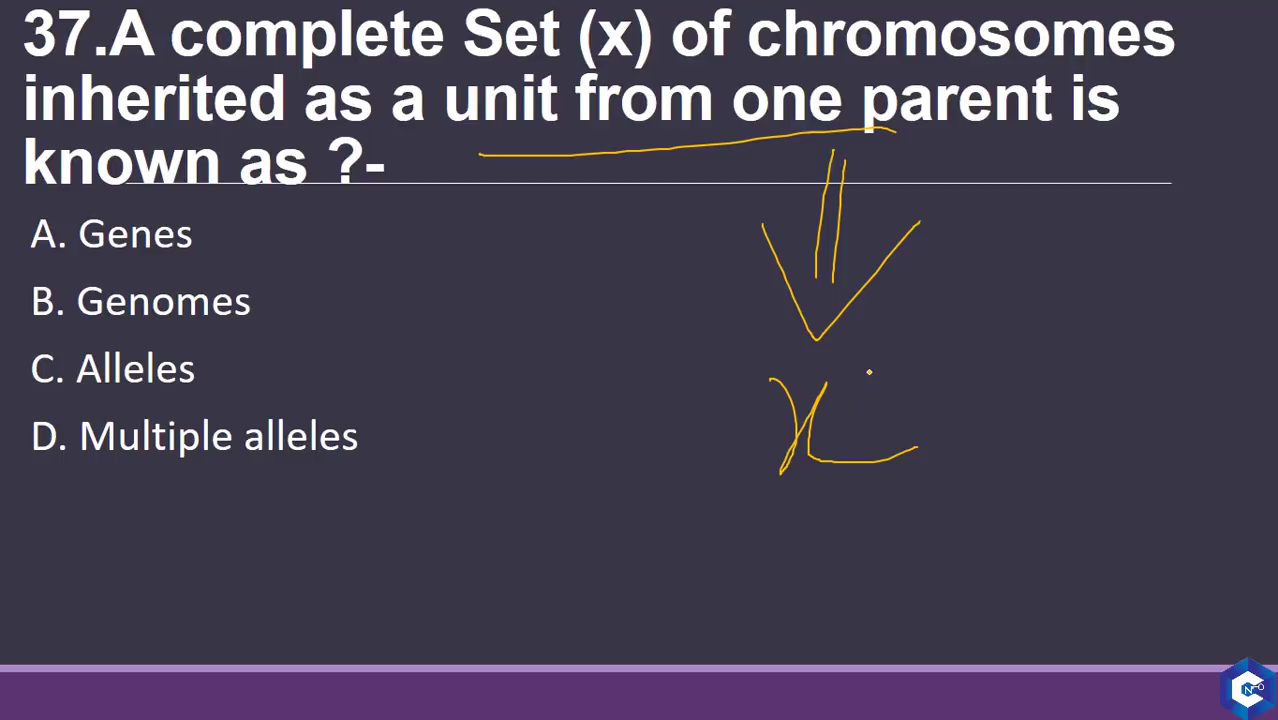 37.A complete Set (x) of chromosomes
inherited as a unit from one parent is
known as ?-
A. Genes
B. Genomes
C. Alleles
D. Multiple alleles
x